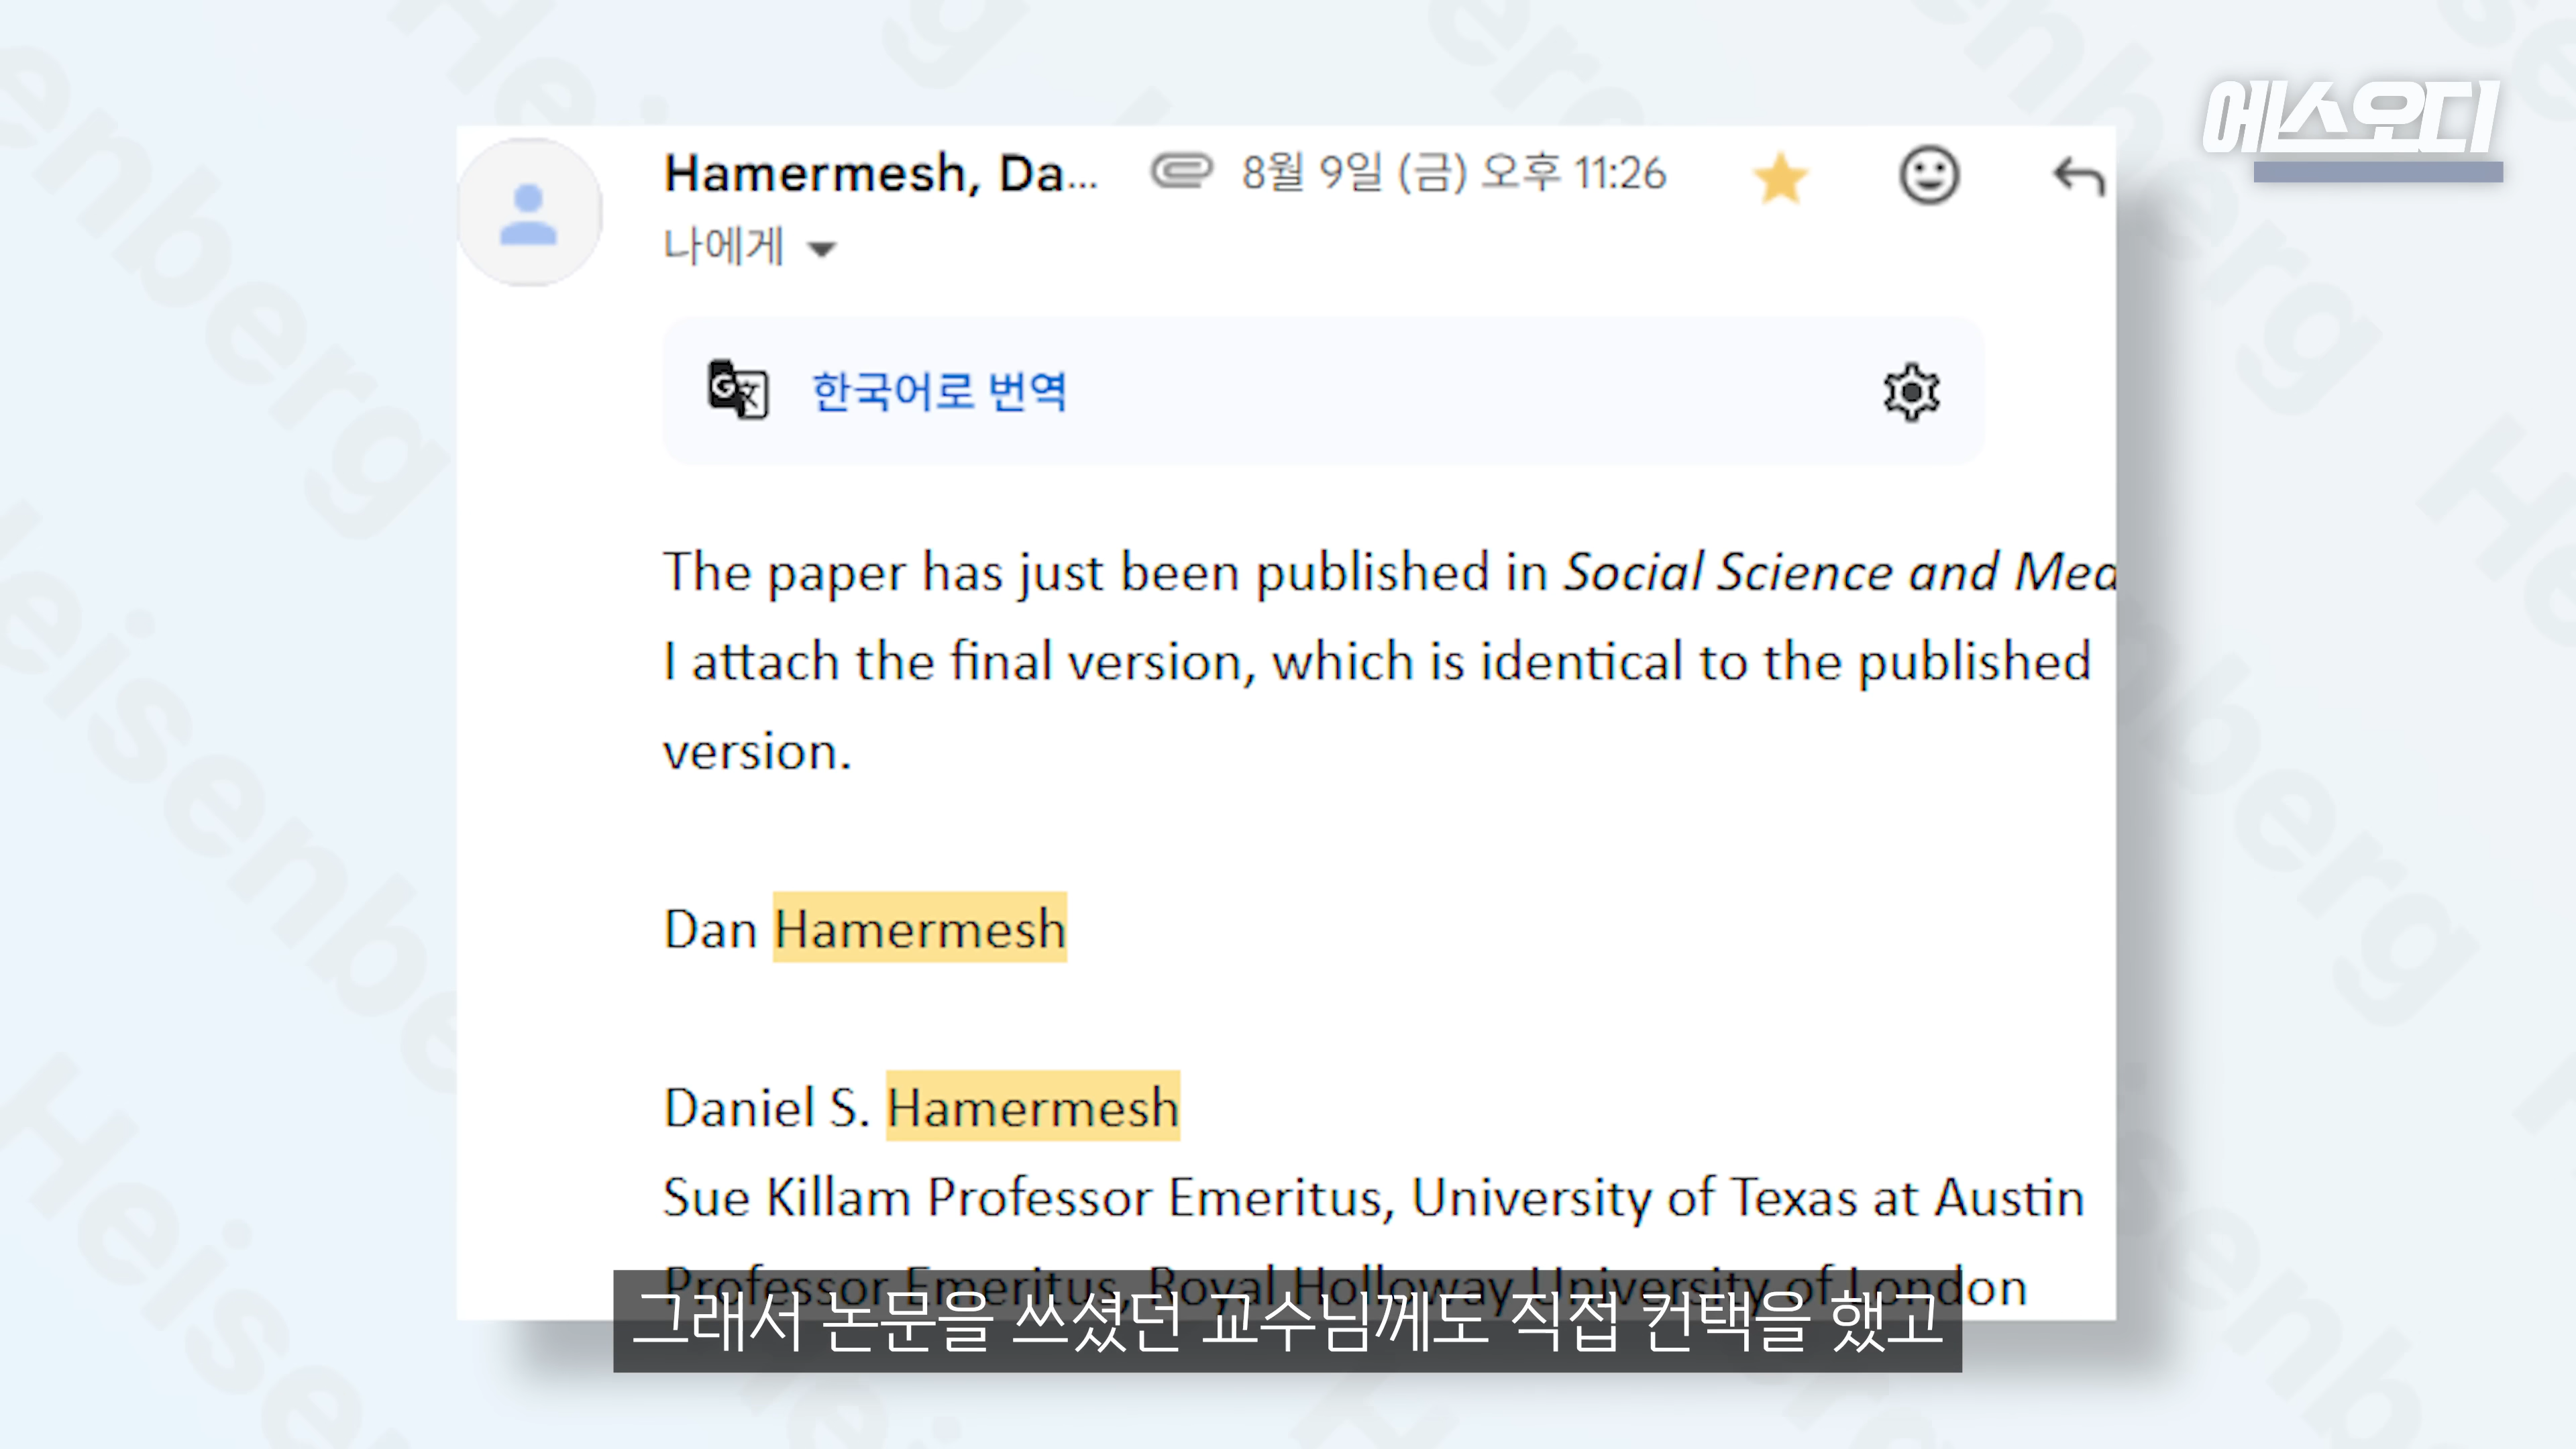 에스오디
Hamermesh, Da...
8월 9일 (금) 오후 11:26
나에게
한국어로 번역
The paper has just been published in Social Science and Med
I attach the final version, which is identical to the published
version.
Dan Hamermesh
Daniel S. Hamermesh
Sue Killam Professor Emeritus, University of Texas at Austin
Professor Emeritus, Royal Holloway University of London
그래서 논문을 쓰셨던 교수님께도 직접 컨택을 했고
Heisenberg